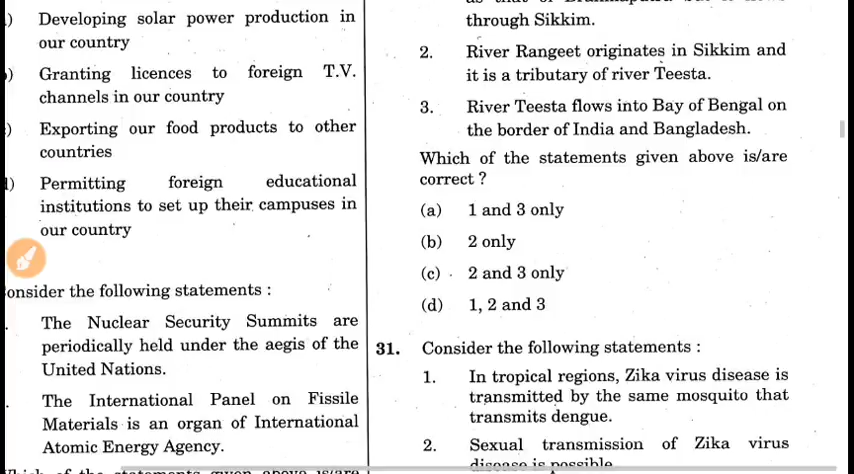 Developing solar power production in
our country
Granting licences to foreign T.V.
channels in our country
Exporting our food products to other
countries
Permitting foreign educational
institutions to set up their campuses in
our country
onsider the following statements :
The Nuclear Security Summits are
periodically held under the aegis of the
United Nations.
The International Panel on Fissile
Materials is an organ of International
Atomic Energy Agency.
through Sikkim.
2. River Rangeet originates in Sikkim and
it is a tributary of river Teesta.
3. River Teesta flows into Bay of Bengal on
the border of India and Bangladesh.
Which of the statements given above is/are
correct ?
(a) 1 and 3 only
(b) 2 only
(c) 2 and 3 only
(d) 1, 2 and 3
31. Consider the following statements :
1. In tropical regions, Zika virus disease is
transmitted by the same mosquito that
transmits dengue.
2. Sexual transmission of Zika virus
disease is possible